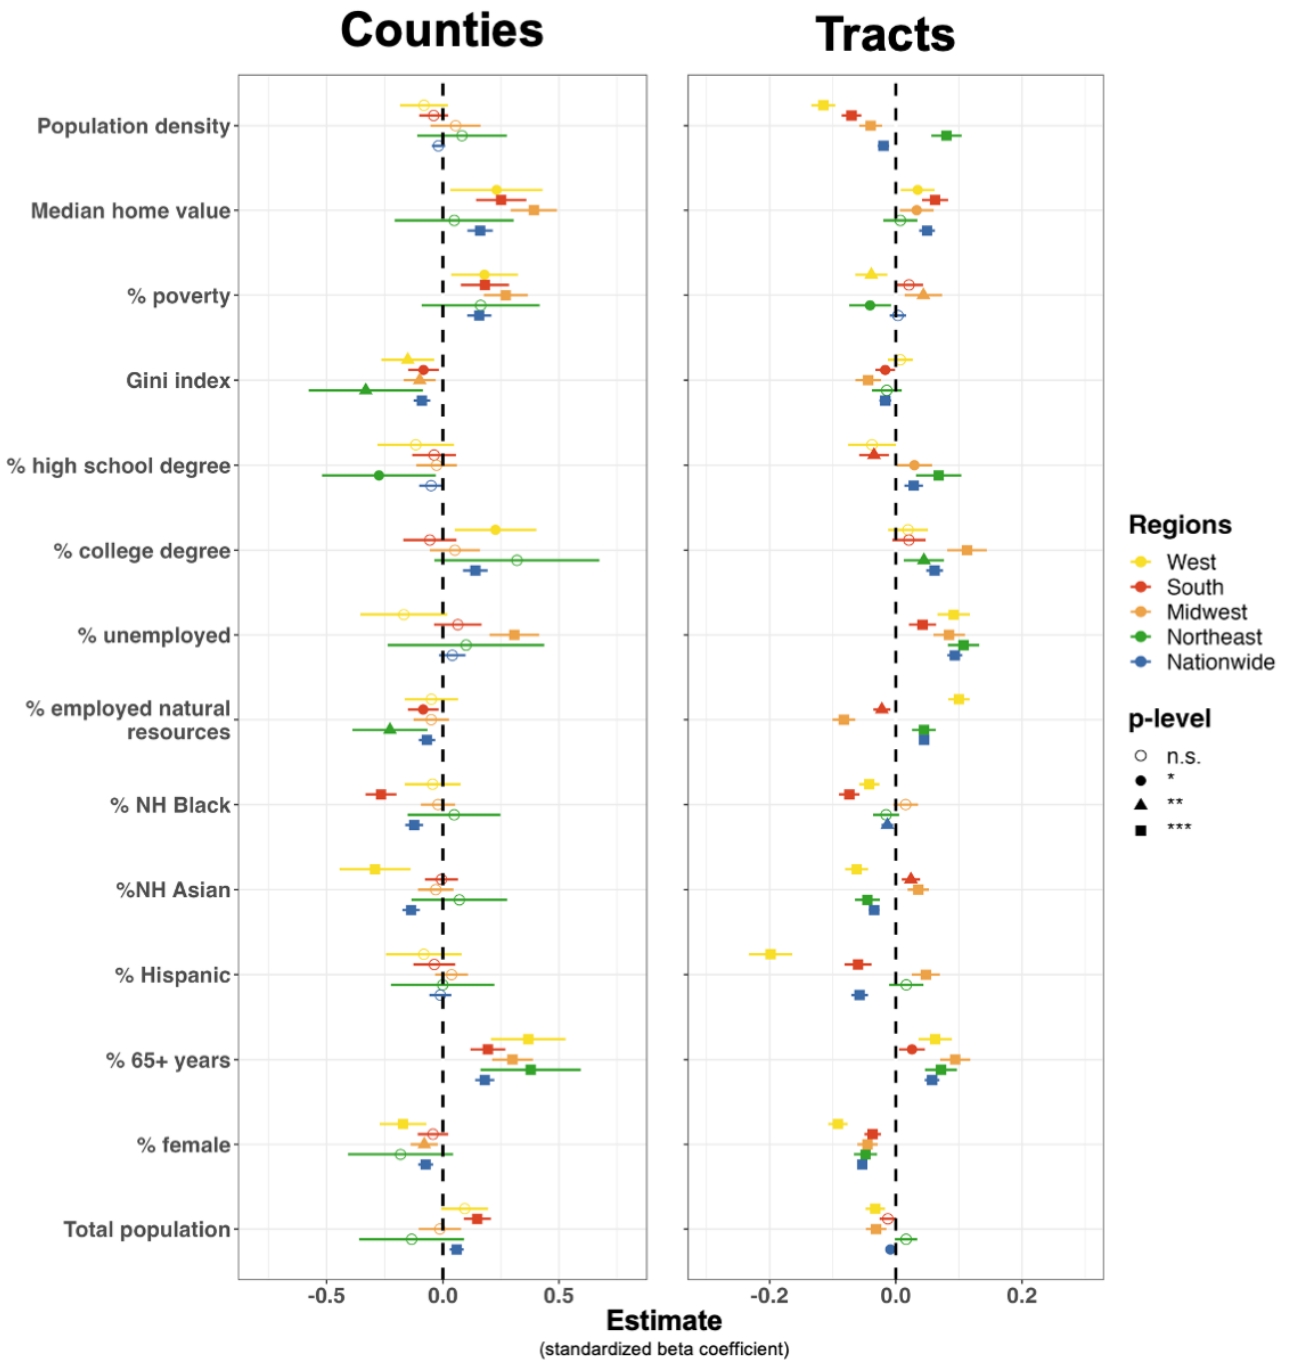 Counties
Tracts
Population density
Median home value
% poverty
Gini index
% high school degree
% college degree
% unemployed
% employed natural
resources
% NH Black
%NH Asian
% Hispanic
% 65+ years
% female
Total population
-0.5 0.0 0.5
-0.2 0.0 0.2
Estimate
(standardized beta coefficient)
Regions
West
South
Midwest
Northeast
Nationwide
p-level
n.s.
*
**
***